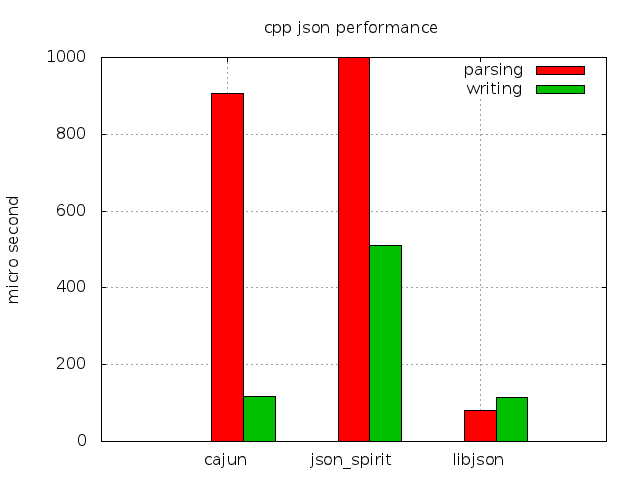 cpp json performance
1000
800
600
400
200
0
micro second
parsing
writing
cajun
json_spirit
libjson